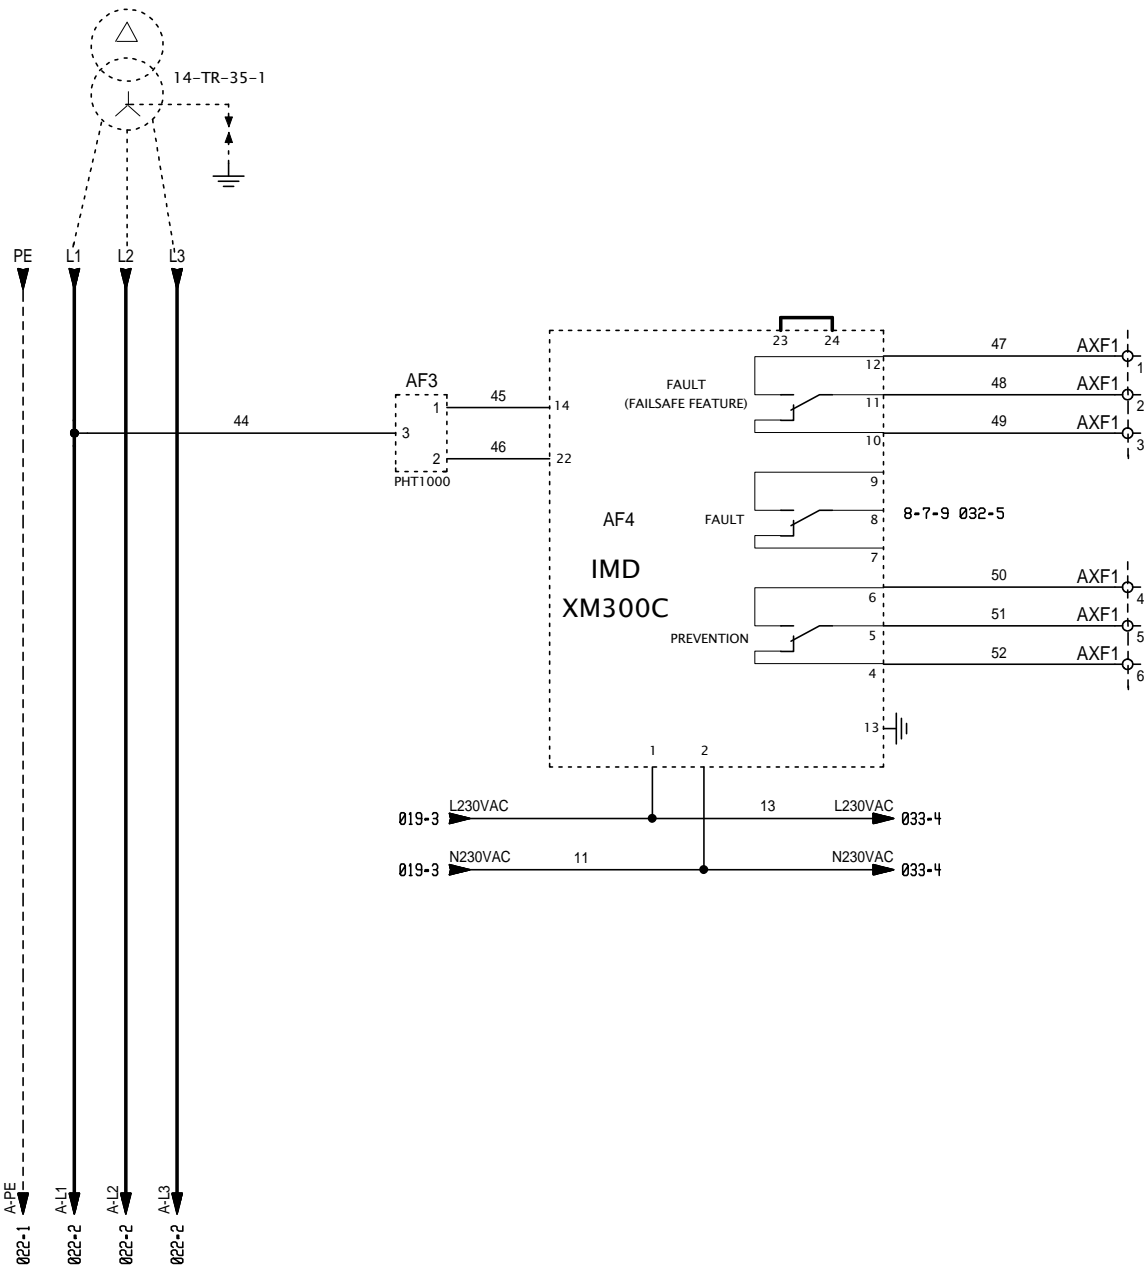 14-TR-35-1
PE L1 L2 L3
23 24
12 47 AXF1 1
FAULT
(FAILSAFE FEATURE)
11 48 AXF1 2
10 49 AXF1 3
AF3
1 45 14
44 3
2 46 22
PHT1000
9
AF4 FAULT 8 8-7-9 032-5
7
IMD
XM300C
6 50 AXF1 4
PREVENTION 5 51 AXF1 5
4 52 AXF1 6
13
1 2
019-3 L230VAC 13 L230VAC 033-4
019-3 N230VAC 11 N230VAC 033-4
A-PE A-L1 A-L2 A-L3
022-1 022-2 022-2 022-2